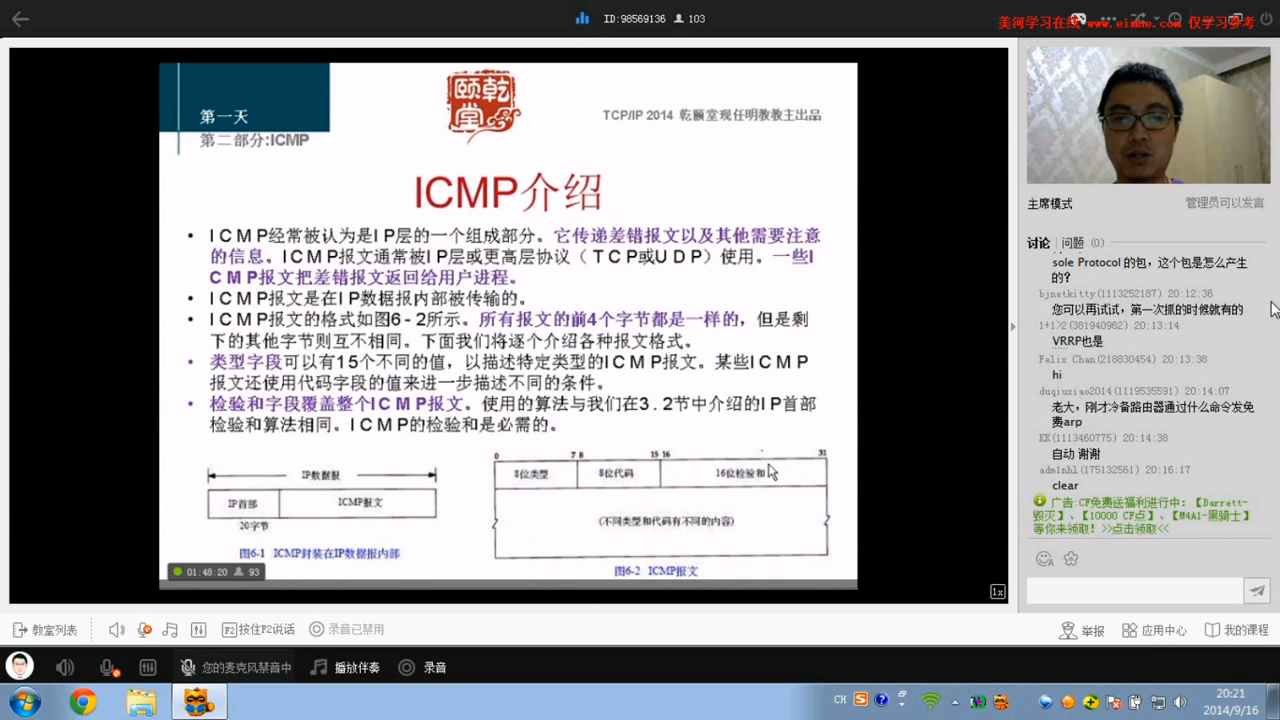 ID:98569136 103
美河学习在线 www.eimhe.com 仅学习参考
第一天
第二部分:ICMP
乾颐堂
TCP/IP 2014 乾颐堂现任明教教主出品
ICMP介绍
• ICMP经常被认为是IP层的一个组成部分。它传递差错报文以及其他需要注意
的信息。ICMP报文通常被IP层或更高层协议（TCP或UDP）使用。一些I
CMP报文把差错报文返回给用户进程。
• ICMP报文是在IP数据报内部被传输的。
• ICMP报文的格式如图6-2所示。所有报文的前4个字节都是一样的，但是剩
下的其他字节则互不相同。下面我们将逐个介绍各种报文格式。
• 类型字段可以有15个不同的值，以描述特定类型的ICMP报文。某些ICMP
报文还使用代码字段的值来进一步描述不同的条件。
• 检验和字段覆盖整个ICMP报文。使用的算法与我们在3.2节中介绍的IP首部
检验和算法相同。ICMP的检验和是必需的。
IP数据报
IP首部 ICMP报文
20字节
图6-1 ICMP封装在IP数据报内部
0 7 8 15 16 31
8位类型 8位代码 16位检验和
(不同类型和代码有不同的内容)
图6-2 ICMP报文
01:48:20 93
1x
主席模式 管理员可以发言
讨论 问题 (0)
sole Protocol 的包，这个包是怎么产生
的？
bjnetkitty(1113252187) 20:12:36
您可以再试试，第一次抓的时候就有的
1+1>2(381940962) 20:13:14
VRRP也是
Felix Chan(218830454) 20:13:38
hi
duqiuxiao2014(1119535591) 20:14:07
老大，刚才冷备路由器通过什么命令发免
费arp
KK(1113460775) 20:14:38
自动 谢谢
adm1nhl(175132561) 20:16:17
clear
广告:CF免费送福利进行中：【Barrett-
毁灭】、【10000 CF点】、【M4A1-黑骑士】
等你来领取！>>点击领取<<
教室列表 F2 按住F2说话 录音已禁用
举报 应用中心 我的课程
您的麦克风禁音中 播放伴奏 录音
CH
20:21
2014/9/16